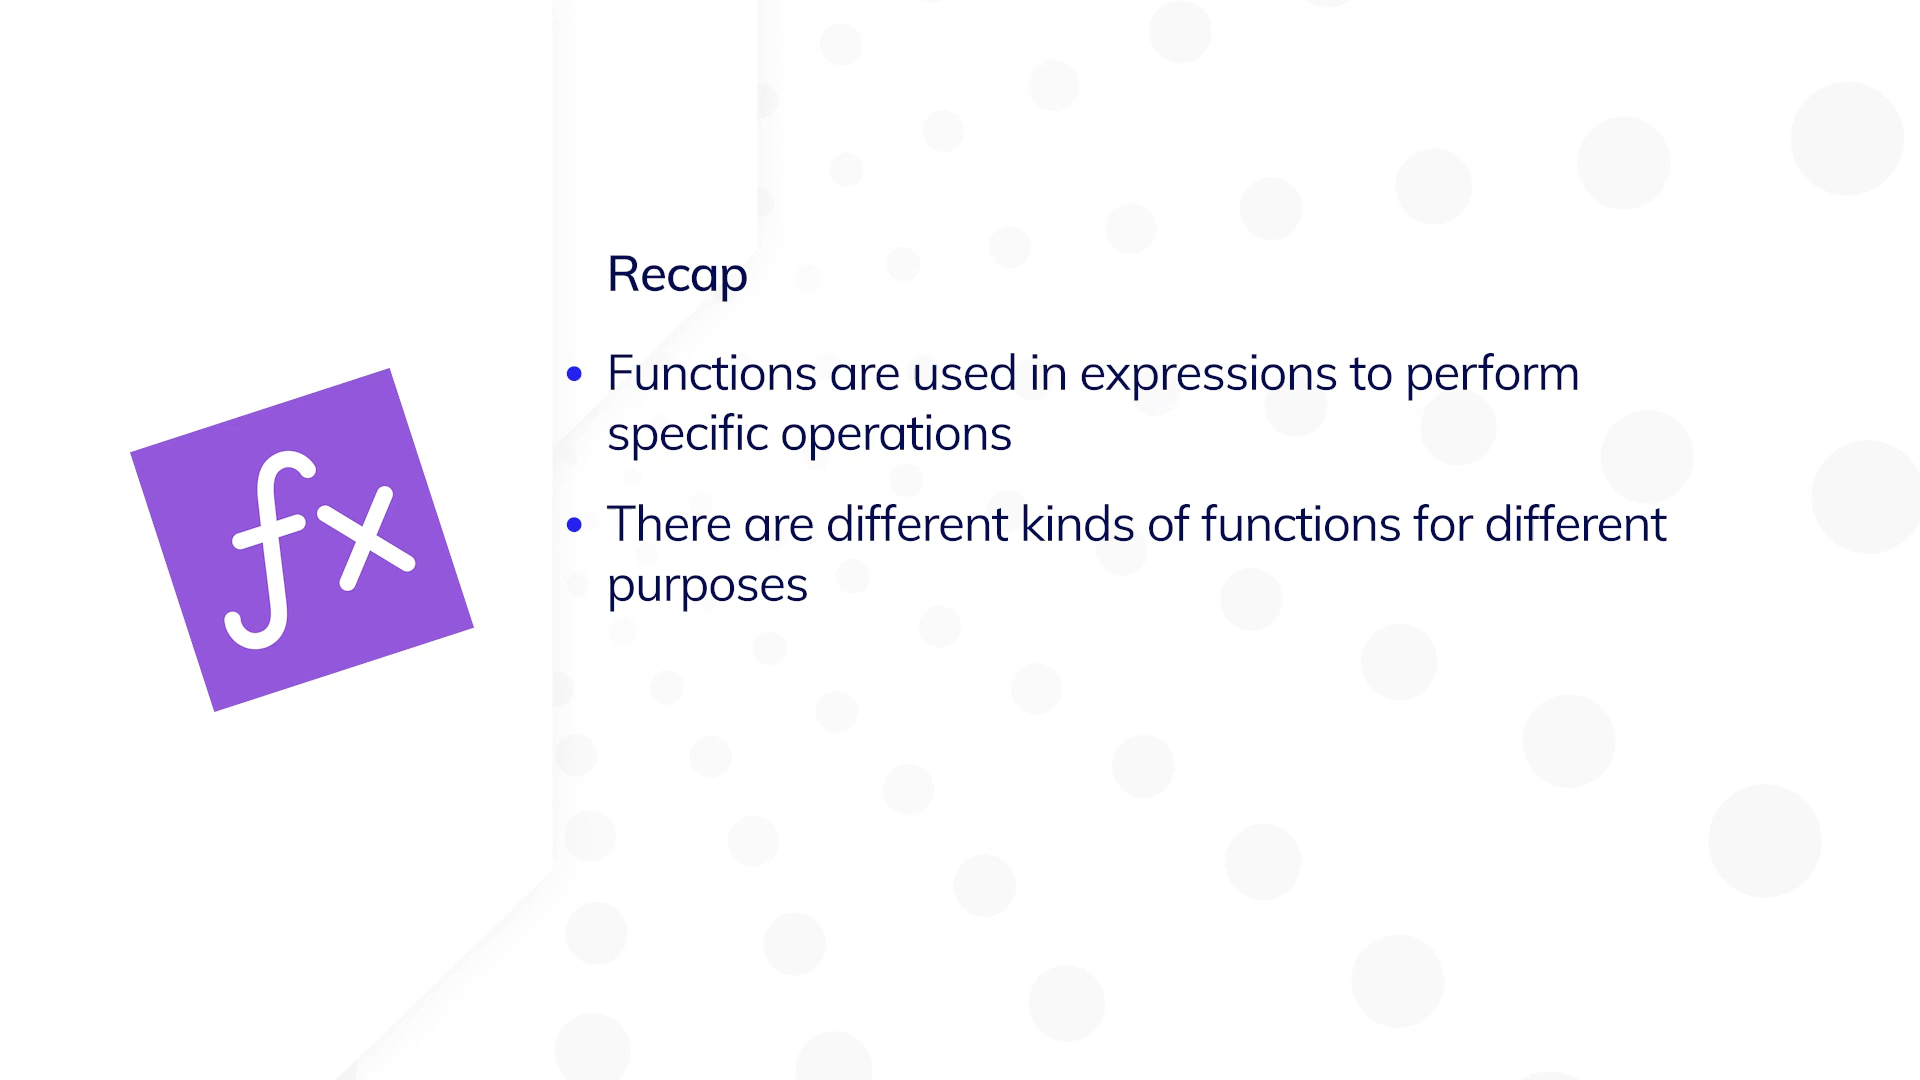 Recap
• Functions are used in expressions to perform
specific operations
• There are different kinds of functions for different
purposes
fx